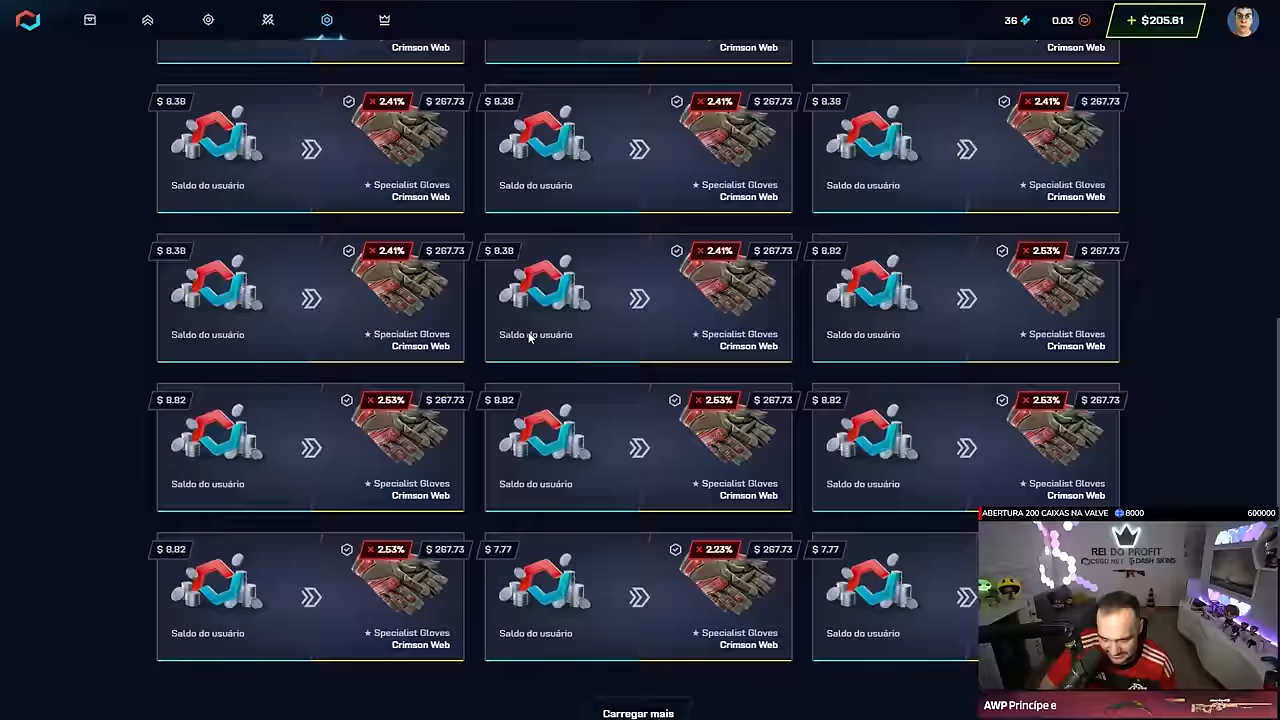 36 0.03 + $205.61
Crimson Web Crimson Web Crimson Web
$ 8.38 × 2.41% $ 267.73 $ 8.38 × 2.41% $ 267.73 $ 8.38 × 2.41% $ 267.73
Saldo do usuário ★ Specialist Gloves Saldo do usuário ★ Specialist Gloves Saldo do usuário ★ Specialist Gloves
Crimson Web Crimson Web Crimson Web
$ 8.38 × 2.41% $ 267.73 $ 8.38 × 2.41% $ 267.73 $ 8.82 × 2.53% $ 267.73
Saldo do usuário ★ Specialist Gloves Saldo do usuário ★ Specialist Gloves Saldo do usuário ★ Specialist Gloves
Crimson Web Crimson Web Crimson Web
$ 8.82 × 2.53% $ 267.73 $ 8.82 × 2.53% $ 267.73 $ 8.82 × 2.53% $ 267.73
Saldo do usuário ★ Specialist Gloves Saldo do usuário ★ Specialist Gloves Saldo do usuário ★ Specialist Gloves
Crimson Web Crimson Web Crimson Web
ABERTURA 200 CAIXAS NA VALVE 8000 600000
$ 8.82 × 2.53% $ 267.73 $ 7.77 × 2.23% $ 267.73 $ 7.77
REI DO PROFIT
CSGO.NET DASH SKINS
Saldo do usuário ★ Specialist Gloves Saldo do usuário ★ Specialist Gloves Saldo do usuário
Crimson Web Crimson Web
AWP Príncipe e
Carregar mais